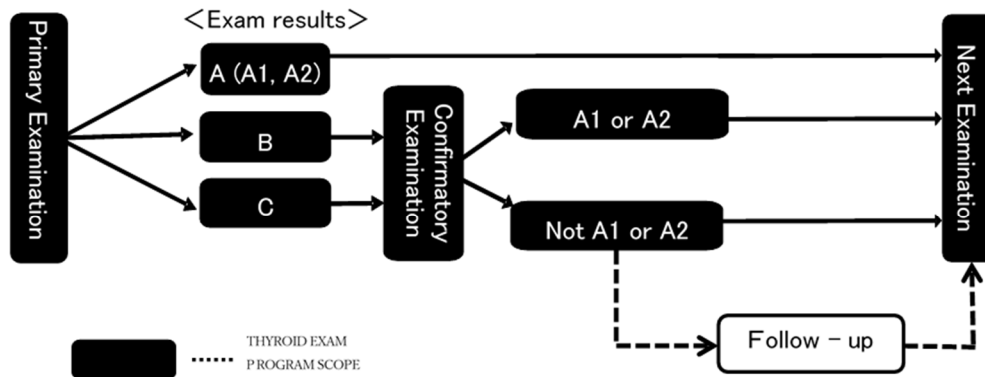 Primary Examination
<Exam results>
A (A1, A2)
B
C
Confirmatory
Examination
A1 or A2
Not A1 or A2
Next Examination
Follow - up
THYROID EXAM
PROGRAM SCOPE